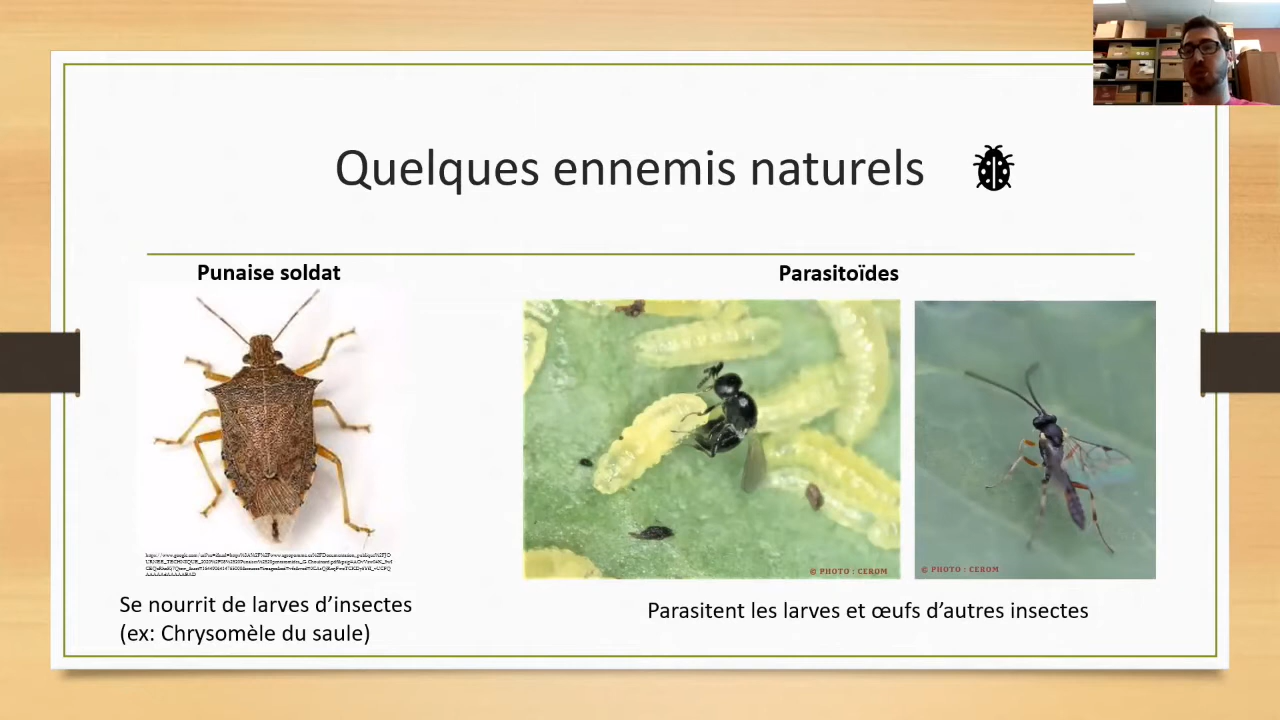 Quelques ennemis naturels
Punaise soldat
Parasitoïdes
© PHOTO : CEROM
© PHOTO : CEROM
Se nourrit de larves d’insectes
(ex: Chrysomèle du saule)
Parasitent les larves et œufs d’autres insectes